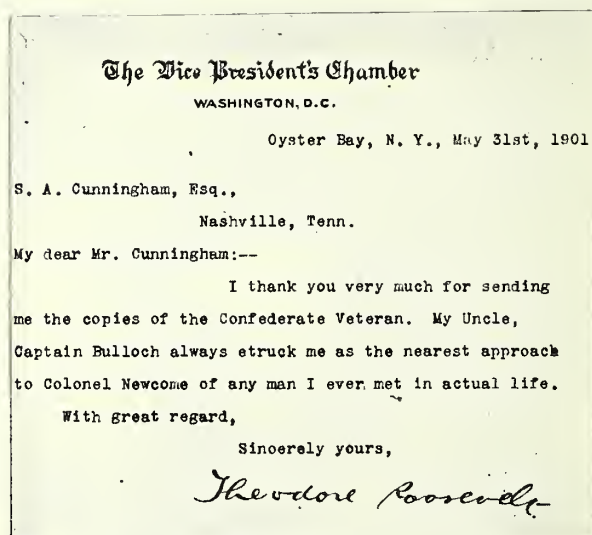 The Vice President's Chamber
WASHINGTON, D.C.
Oyster Bay, N. Y., May 31st, 1901
S. A. Cunningham, Esq.,
Nashville, Tenn.
My dear Mr. Cunningham:--
I thank you very much for sending
me the copies of the Confederate Veteran. My Uncle,
Captain Bulloch always struck me as the nearest approach
to Colonel Newcome of any man I ever met in actual life.
With great regard,
Sincerely yours,
Theodore Roosevelt